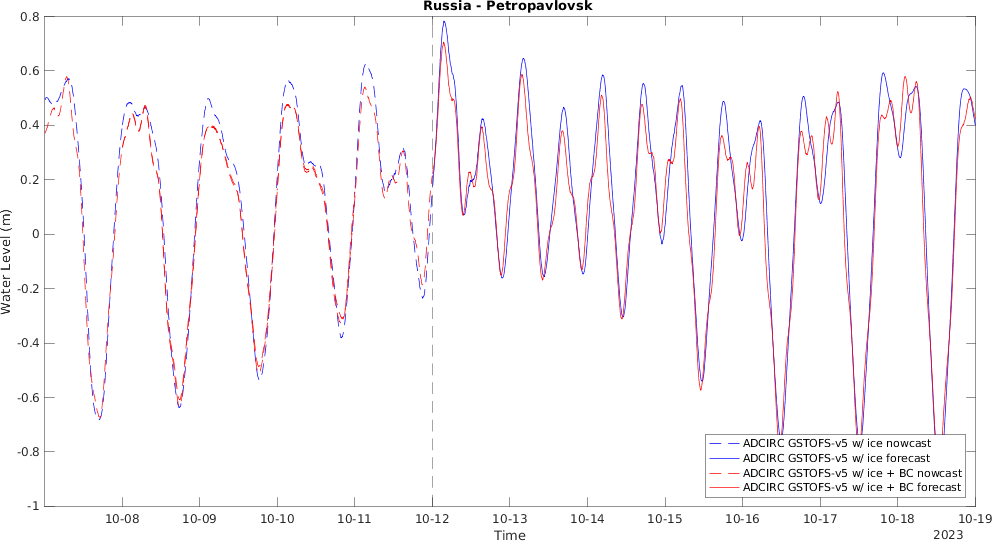 Russia - Petropavlovsk
0.8
0.6
0.4
0.2
0
-0.2
-0.4
-0.6
-0.8
-1
Water Level (m)
ADCIRC GSTOFS-v5 w/ ice nowcast
ADCIRC GSTOFS-v5 w/ ice forecast
ADCIRC GSTOFS-v5 w/ ice + BC nowcast
ADCIRC GSTOFS-v5 w/ ice + BC forecast
10-08 10-09 10-10 10-11 10-12 10-13 10-14 10-15 10-16 10-17 10-18 10-19
Time
2023